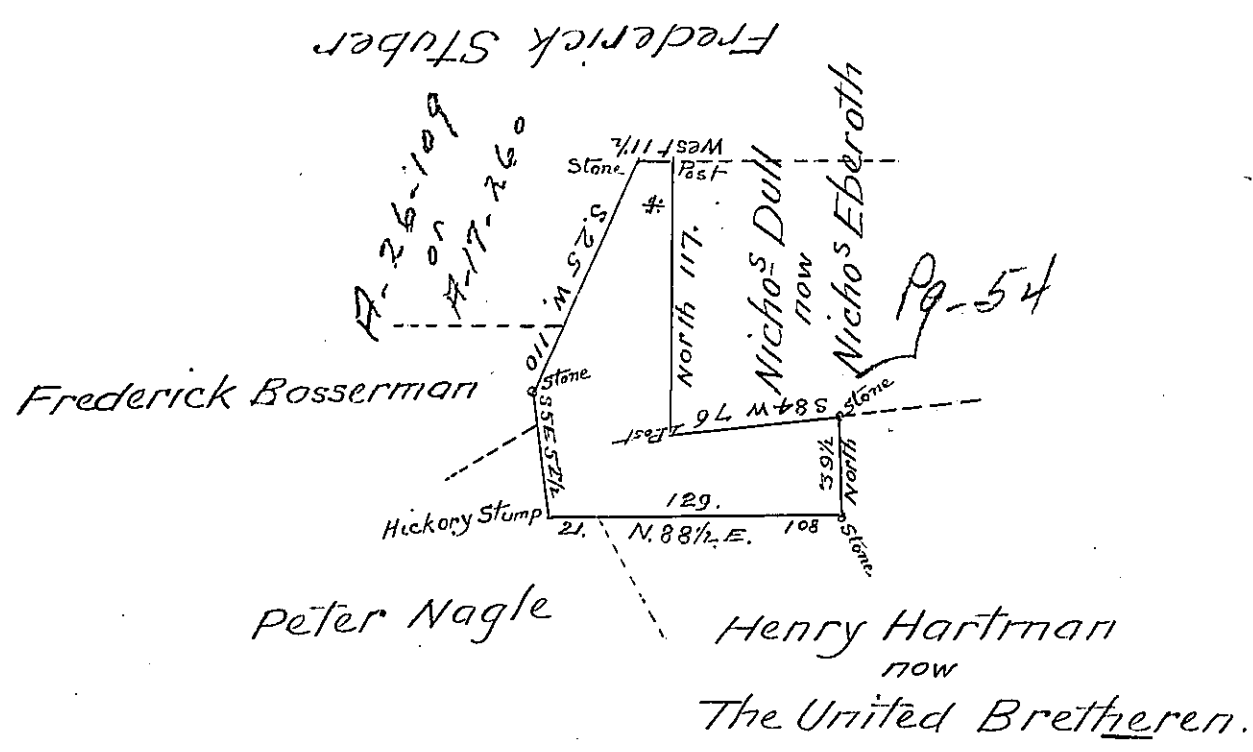 Frederick Stuber
A-26-109
or
A-17-260
West 11½
Stone
Post
#
S. 25 W. 110
North 117.
Nichos Dull
now
Nichos Eberoth
Pg-54
Frederick Bosserman
Stone
S84W 76
Stone
Post
S5E 52½
39½
North
129.
Hickory Stump
21. N. 88½ E. 108
Stone
Peter Nagle
Henry Hartman
now
The United Bretheren.